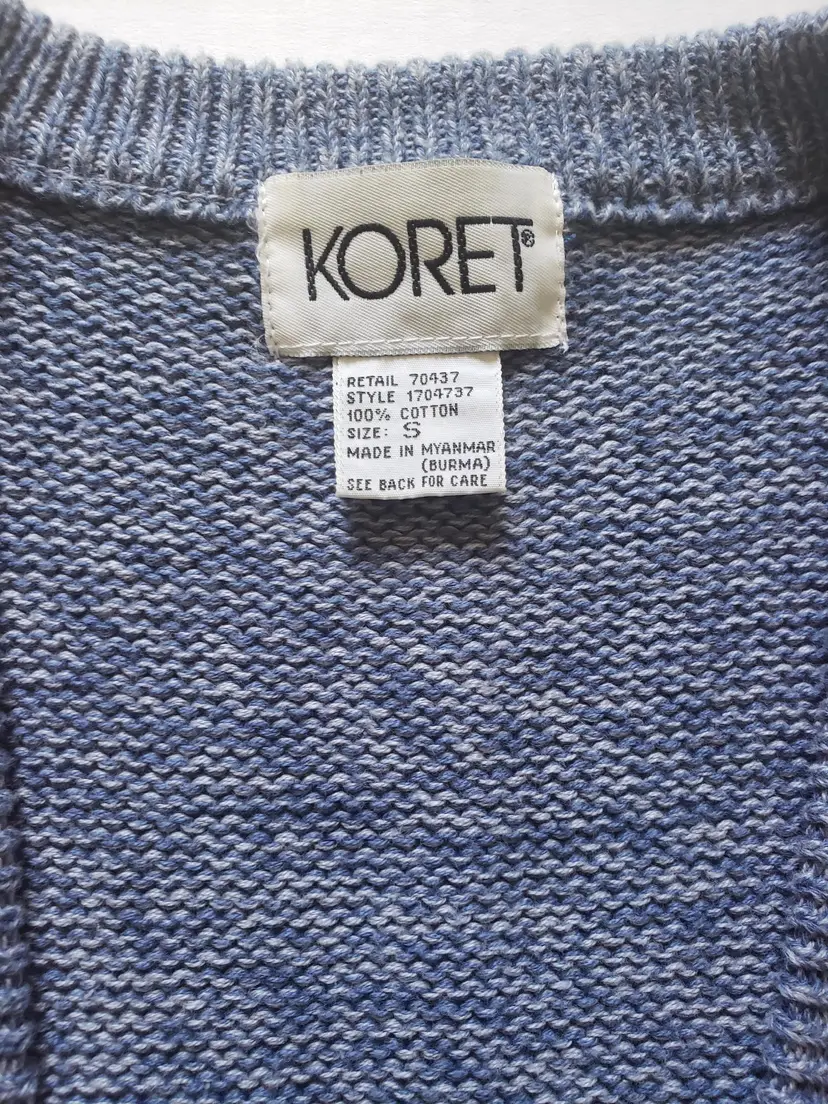 KORET®
RETAIL 70437
STYLE 1704737
100% COTTON
SIZE: S
MADE IN MYANMAR
(BURMA)
SEE BACK FOR CARE